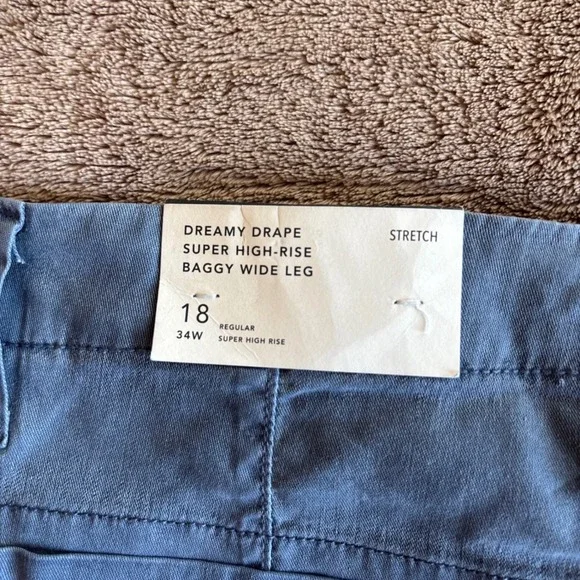 DREAMY DRAPE
SUPER HIGH-RISE
BAGGY WIDE LEG
STRETCH
18 REGULAR
34W SUPER HIGH RISE